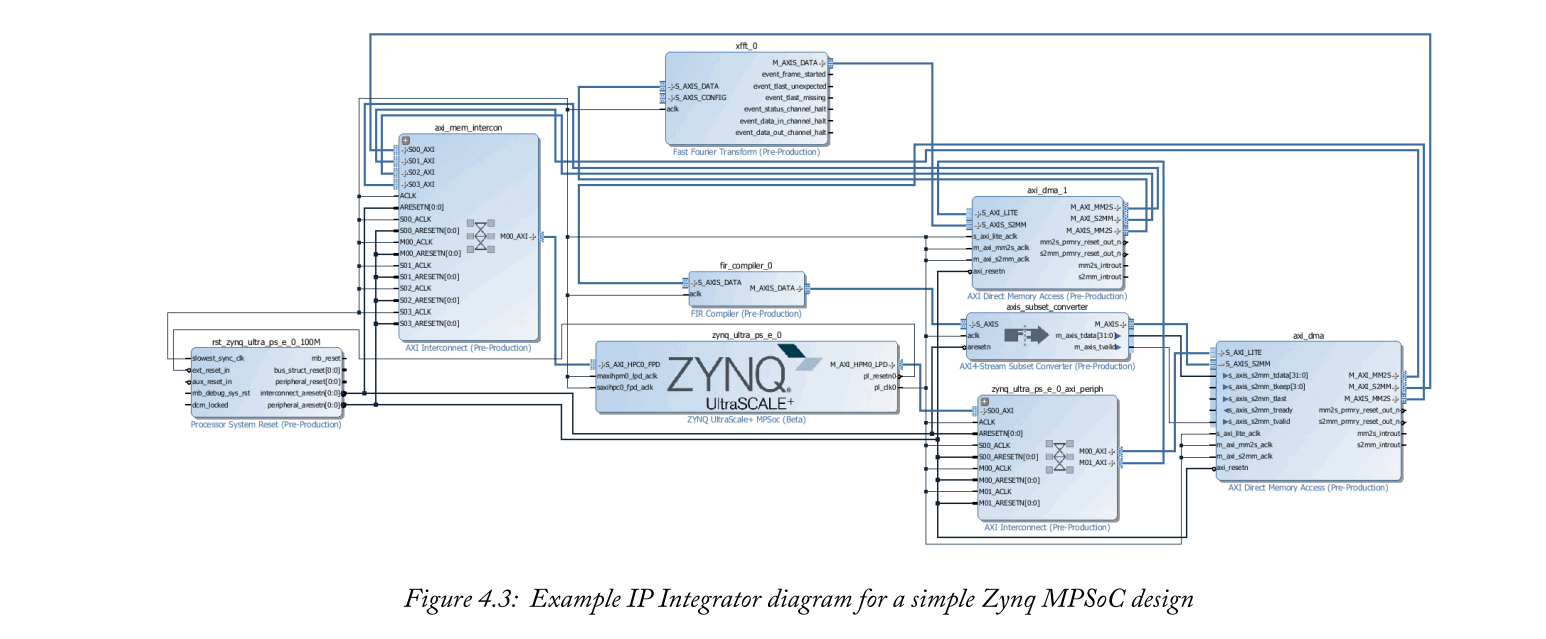 xfft_0
M_AXIS_DATA
event_frame_started
S_AXIS_DATA
event_tlast_unexpected
S_AXIS_CONFIG
event_tlast_missing
aclk
event_status_channel_halt
event_data_in_channel_halt
event_data_out_channel_halt
Fast Fourier Transform (Pre-Production)
axi_mem_intercon
S00_AXI
S01_AXI
S02_AXI
S03_AXI
ACLK
ARESETN[0:0]
S00_ACLK
S00_ARESETN[0:0]
M00_AXI
M00_ACLK
M00_ARESETN[0:0]
S01_ACLK
S01_ARESETN[0:0]
S02_ACLK
S02_ARESETN[0:0]
S03_ACLK
S03_ARESETN[0:0]
AXI Interconnect (Pre-Production)
axi_dma_1
S_AXI_LITE
M_AXI_MM2S
S_AXIS_S2MM
M_AXI_S2MM
M_AXIS_MM2S
s_axi_lite_aclk
mm2s_prmry_reset_out_n
m_axi_mm2s_aclk
s2mm_prmry_reset_out_n
m_axi_s2mm_aclk
mm2s_introut
axi_resetn
s2mm_introut
AXI Direct Memory Access (Pre-Production)
fir_compiler_0
S_AXIS_DATA
M_AXIS_DATA
aclk
FIR Compiler (Pre-Production)
axis_subset_converter
S_AXIS
M_AXIS
aclk
m_axis_tdata[31:0]
aresetn
m_axis_tvalid
AXI4-Stream Subset Converter (Pre-Production)
rst_zynq_ultra_ps_e_0_100M
slowest_sync_clk
mb_reset
ext_reset_in
bus_struct_reset[0:0]
aux_reset_in
peripheral_reset[0:0]
mb_debug_sys_rst
interconnect_aresetn[0:0]
dcm_locked
peripheral_aresetn[0:0]
Processor System Reset (Pre-Production)
zynq_ultra_ps_e_0
S_AXI_HPC0_FPD
M_AXI_HPM0_LPD
maxihpm0_lpd_aclk
pl_resetn0
saxihpc0_fpd_aclk
pl_clk0
ZYNQ
UltraSCALE+
ZYNQ UltraScale+ MPSoc (Beta)
zynq_ultra_ps_e_0_axi_periph
S00_AXI
ACLK
ARESETN[0:0]
S00_ACLK
S00_ARESETN[0:0]
M00_AXI
M01_AXI
M00_ACLK
M00_ARESETN[0:0]
M01_ACLK
M01_ARESETN[0:0]
AXI Interconnect (Pre-Production)
axi_dma
S_AXI_LITE
S_AXIS_S2MM
s_axis_s2mm_tdata[31:0]
M_AXI_MM2S
s_axis_s2mm_tkeep[3:0]
M_AXI_S2MM
s_axis_s2mm_tlast
M_AXIS_MM2S
s_axis_s2mm_tready
mm2s_prmry_reset_out_n
s_axis_s2mm_tvalid
s2mm_prmry_reset_out_n
s_axi_lite_aclk
mm2s_introut
m_axi_mm2s_aclk
s2mm_introut
m_axi_s2mm_aclk
axi_resetn
AXI Direct Memory Access (Pre-Production)
Figure 4.3: Example IP Integrator diagram for a simple Zynq MPSoC design